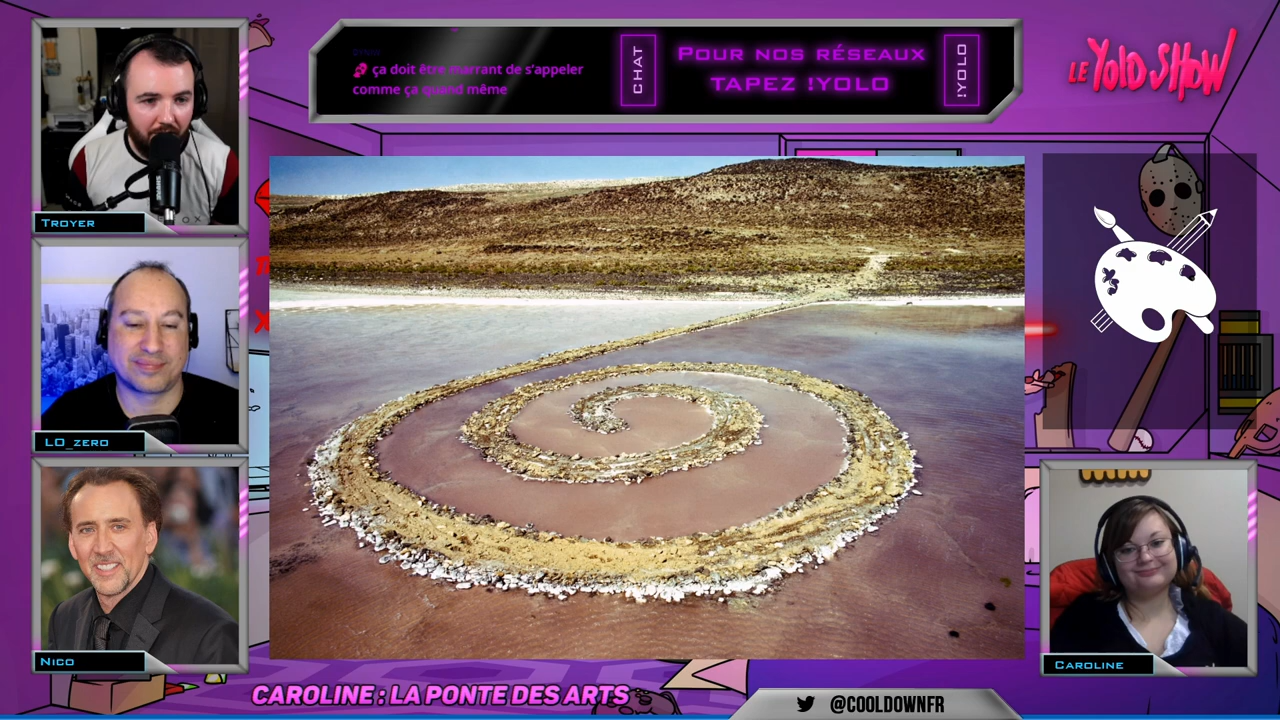 ça doit être marrant de s'appeler
comme ça quand même
CHAT
POUR NOS RÉSEAUX
TAPEZ !YOLO
!YOLO
LE YOLO SHOW
TROYER
LO_ZERO
NICO
CAROLINE
CAROLINE : LA PONTE DES ARTS
@COOLDOWNFR